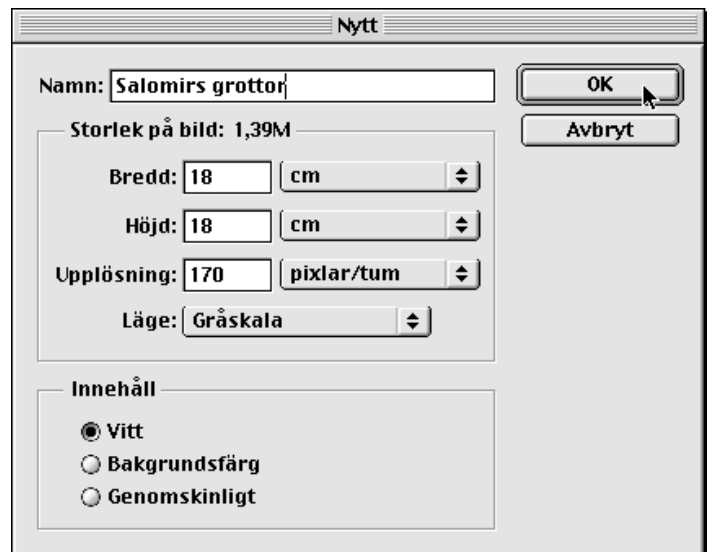 Nytt
Namn: Salomirs grottor
OK
Storlek på bild: 1,39M
Avbryt
Bredd: 18 cm
Höjd: 18 cm
Upplösning: 170 pixlar/tum
Läge: Gråskala
Innehåll
Vitt
Bakgrundsfärg
Genomskinligt